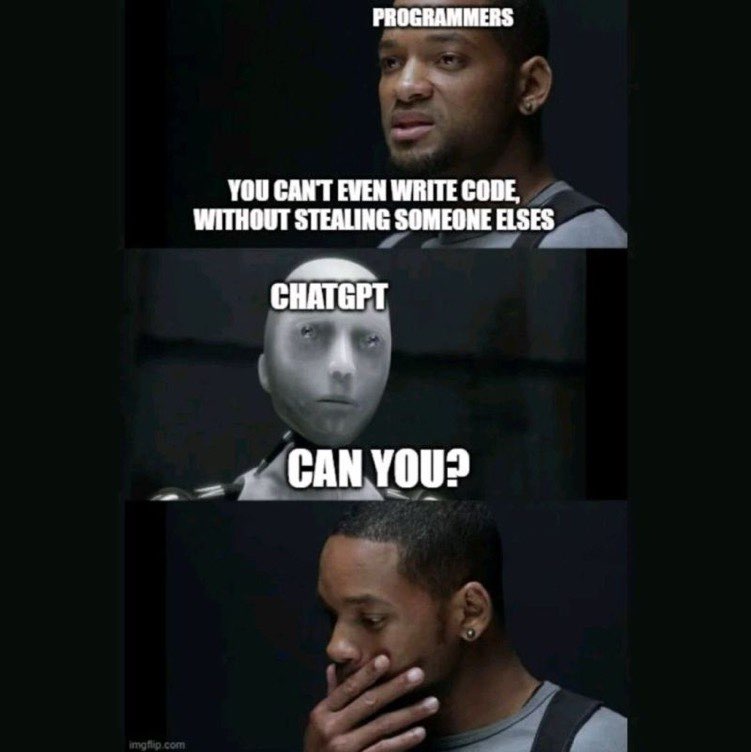 PROGRAMMERS
YOU CAN'T EVEN WRITE CODE,
WITHOUT STEALING SOMEONE ELSES
CHATGPT
CAN YOU?
imgflip.com